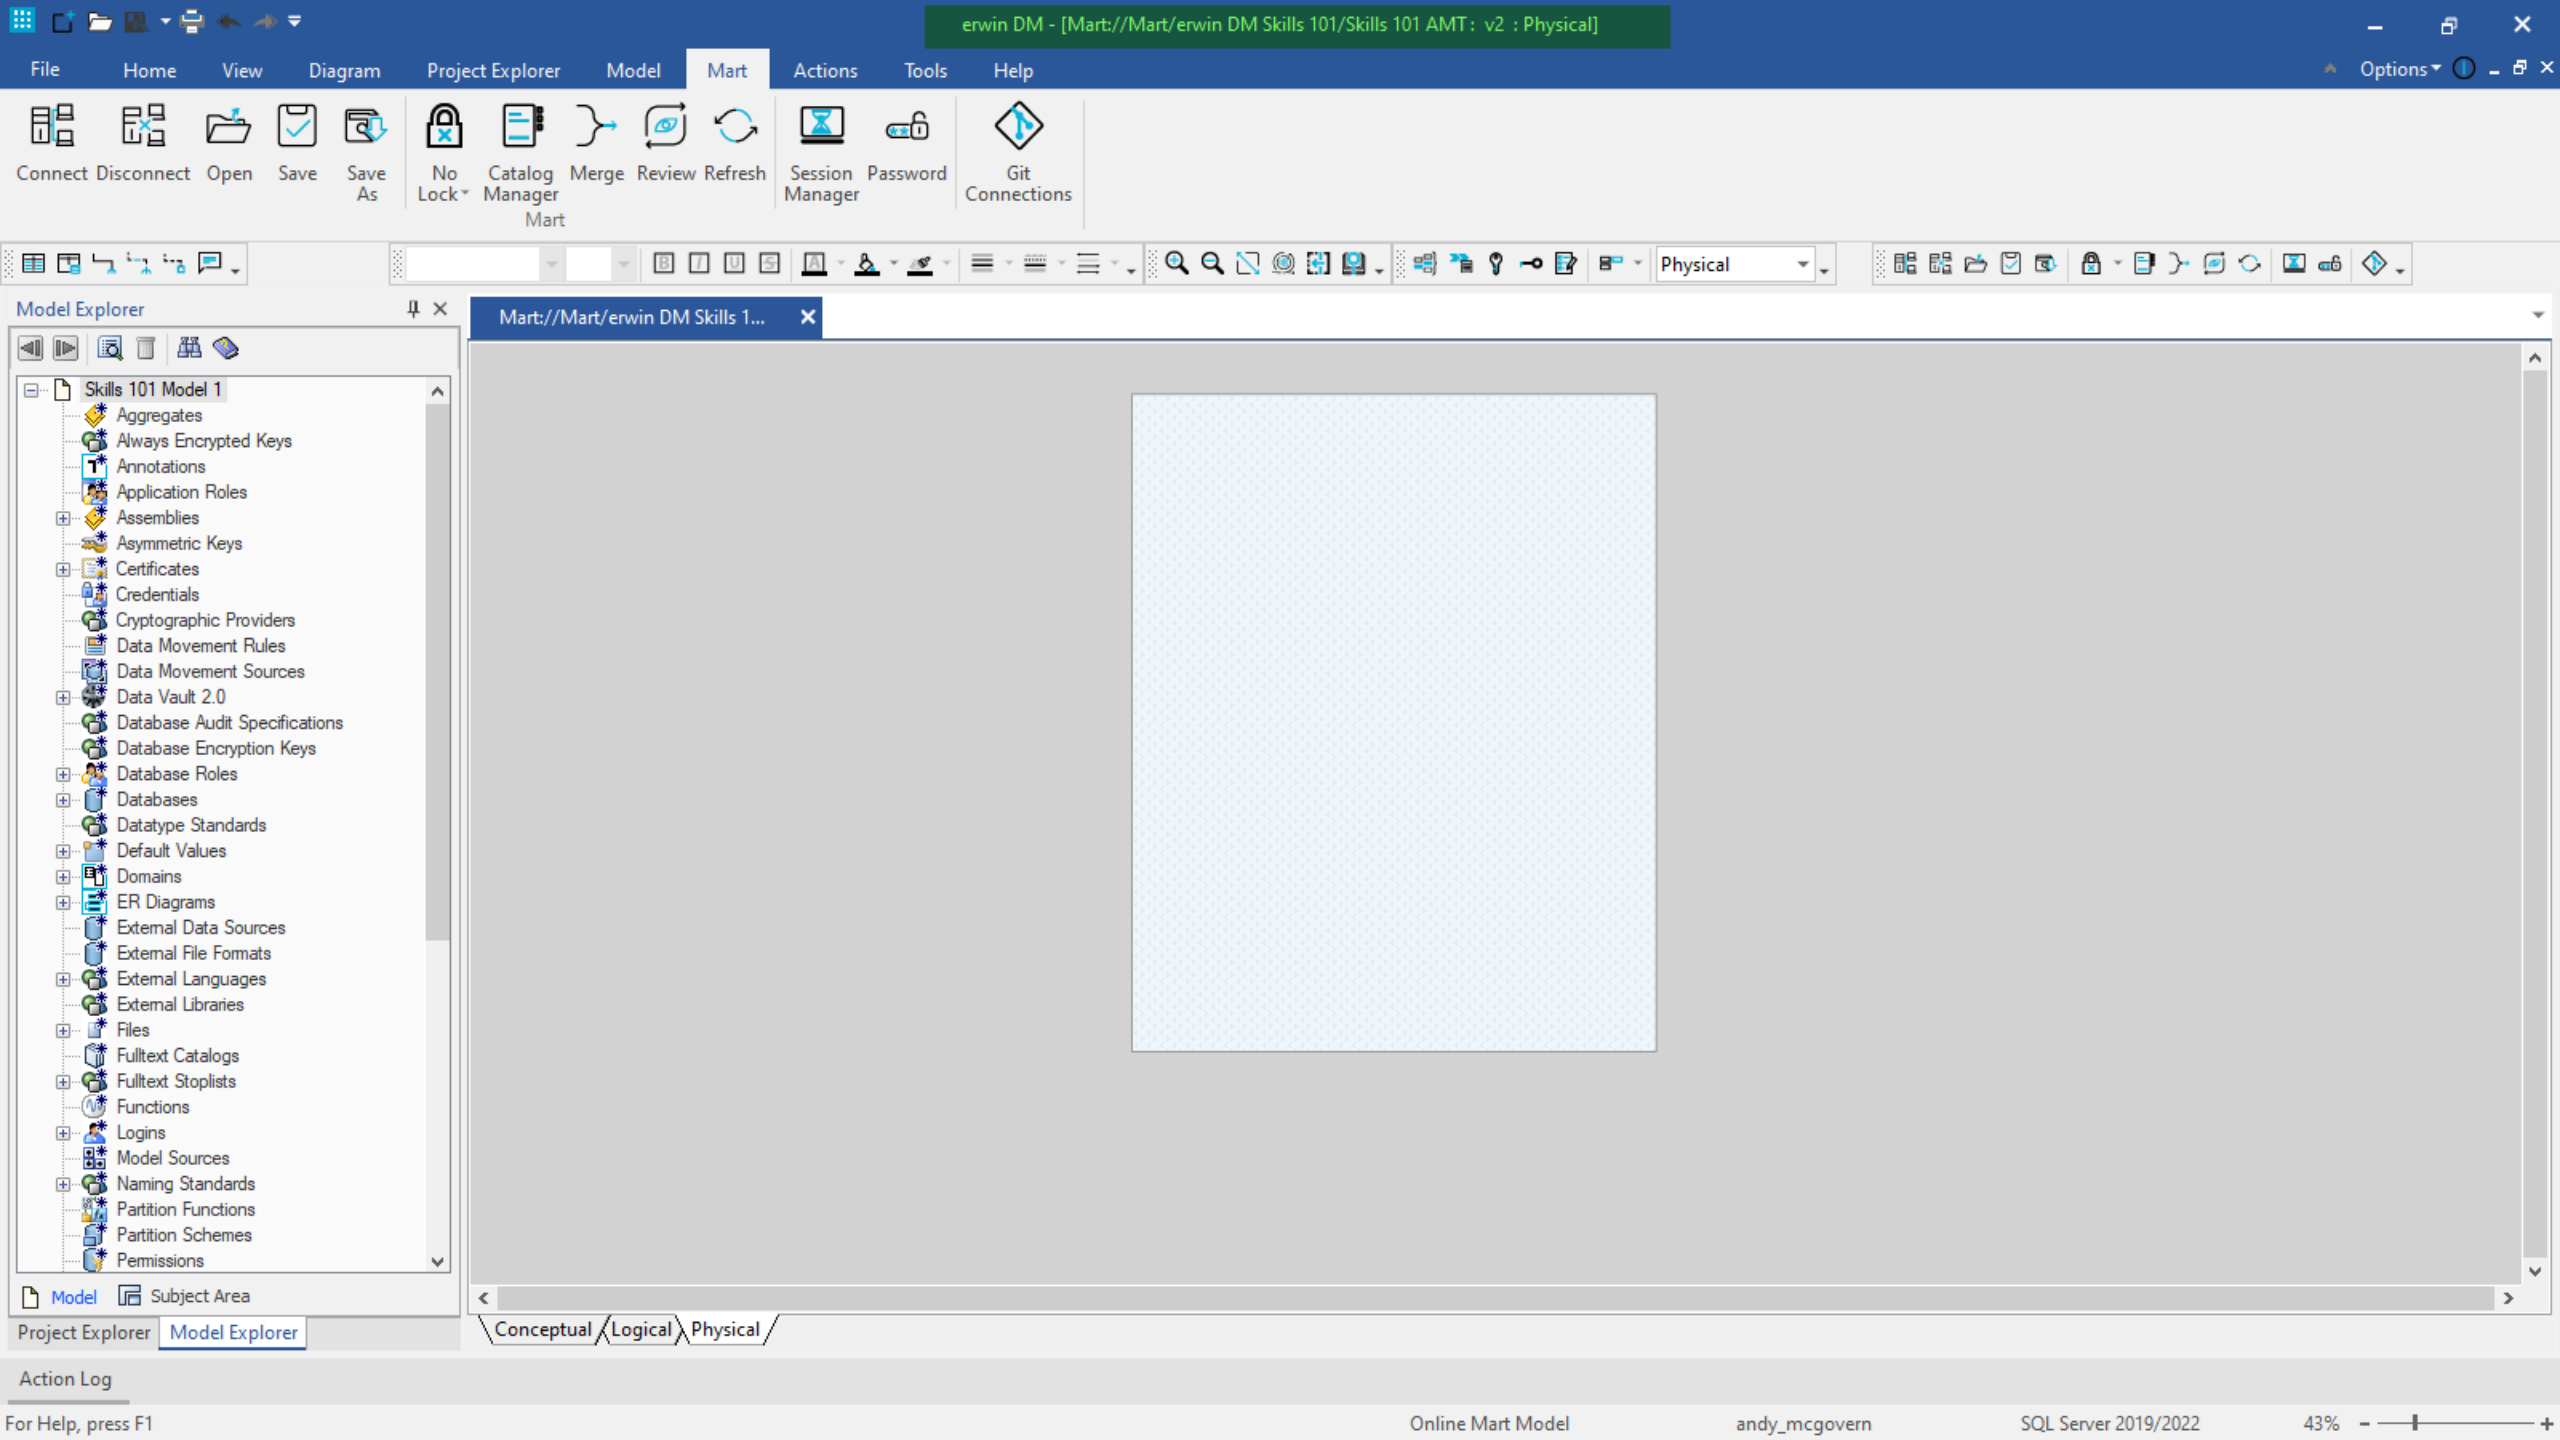 erwin DM - [Mart://Mart/erwin DM Skills 101/Skills 101 AMT : v2 : Physical]
File Home View Diagram Project Explorer Model Mart Actions Tools Help Options
Connect Disconnect Open Save Save As No Lock Catalog Manager Merge Review Refresh Session Manager Password Git Connections
Mart
Physical
Model Explorer
Mart://Mart/erwin DM Skills 1...
Skills 101 Model 1
Aggregates
Always Encrypted Keys
Annotations
Application Roles
Assemblies
Asymmetric Keys
Certificates
Credentials
Cryptographic Providers
Data Movement Rules
Data Movement Sources
Data Vault 2.0
Database Audit Specifications
Database Encryption Keys
Database Roles
Databases
Datatype Standards
Default Values
Domains
ER Diagrams
External Data Sources
External File Formats
External Languages
External Libraries
Files
Fulltext Catalogs
Fulltext Stoplists
Functions
Logins
Model Sources
Naming Standards
Partition Functions
Partition Schemes
Permissions
Model Subject Area
Project Explorer Model Explorer
Conceptual Logical Physical
Action Log
For Help, press F1 Online Mart Model andy_mcgovern SQL Server 2019/2022 43%